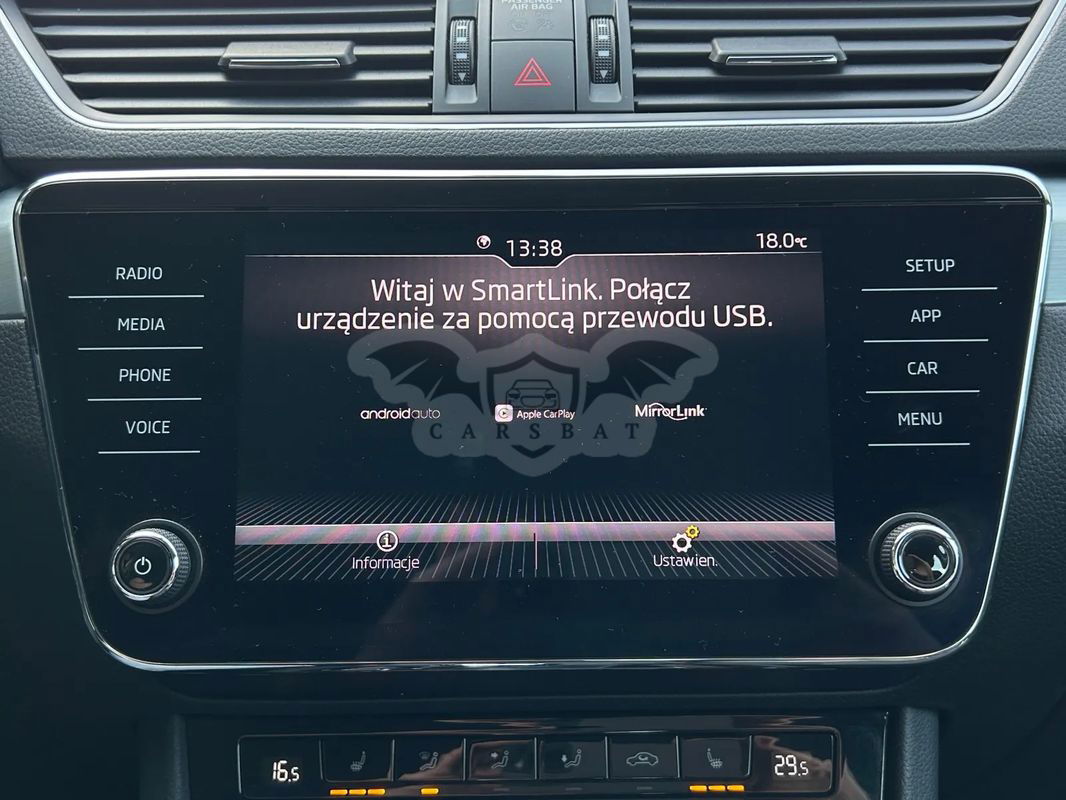 PASSENGER
AIR BAG
13:38
18.0°C
Witaj w SmartLink. Połącz
urządzenie za pomocą przewodu USB.
RADIO
MEDIA
PHONE
VOICE
SETUP
APP
CAR
MENU
androidauto
Apple CarPlay
MirrorLink
CARSBAT
Informacje
Ustawien.
16.5
29.5